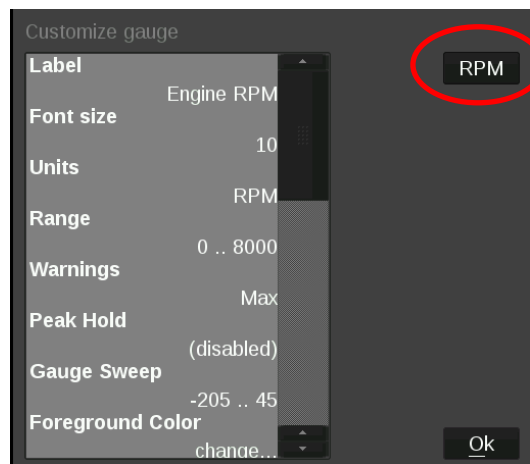 Customize gauge
RPM
Label
Engine RPM
Font size
10
Units
RPM
Range
0 .. 8000
Warnings
Max
Peak Hold
(disabled)
Gauge Sweep
-205 .. 45
Foreground Color
change...
Ok